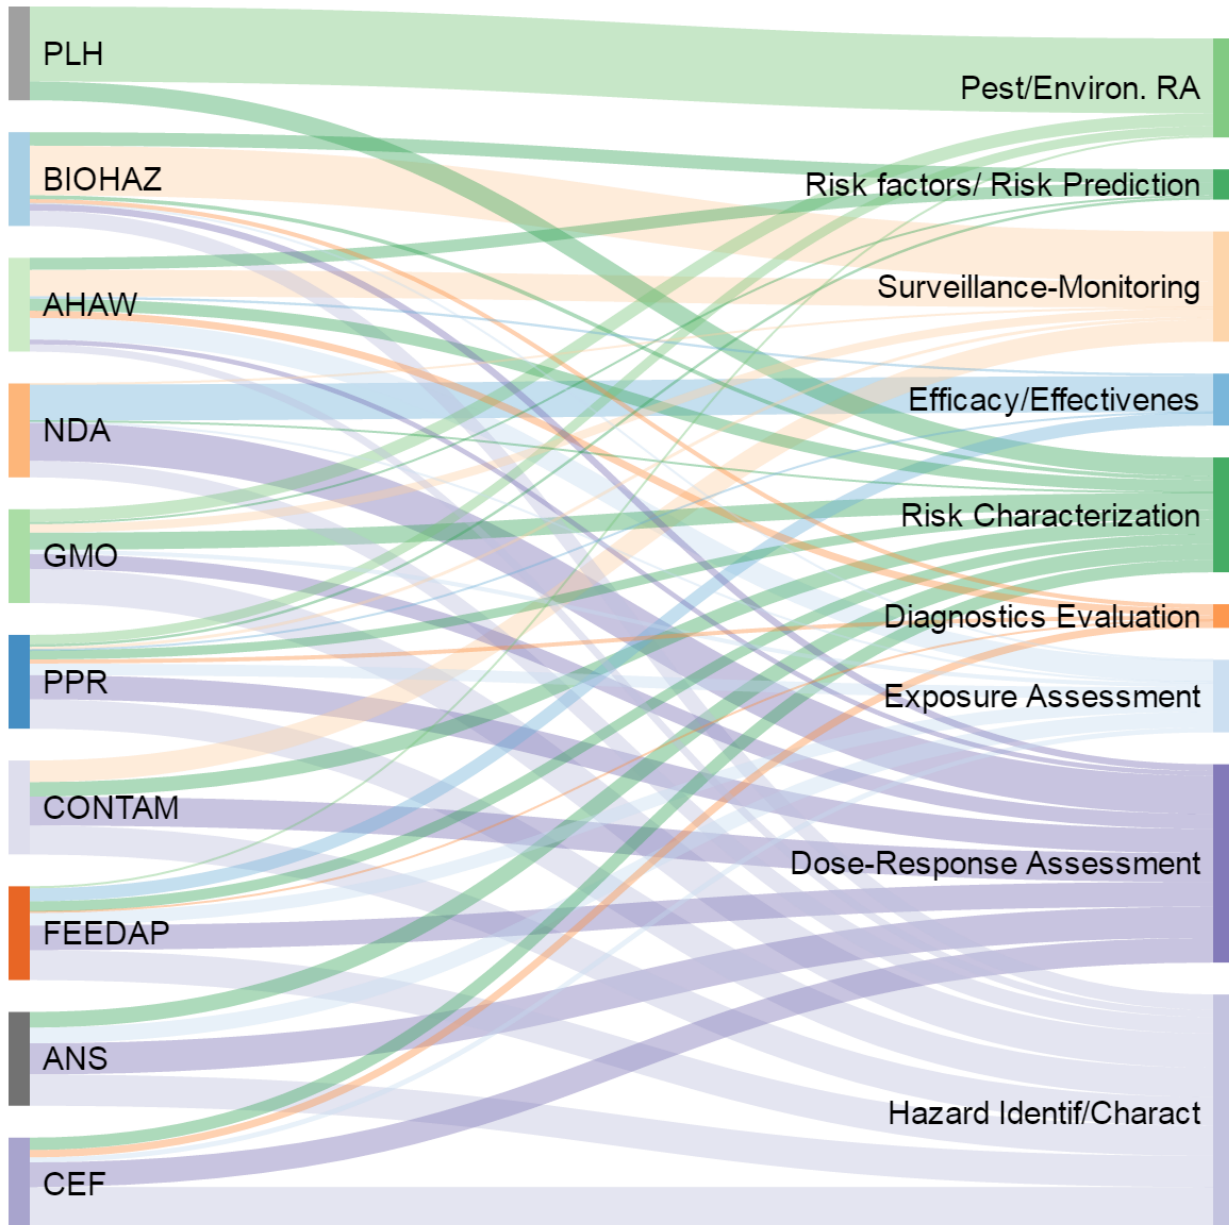 PLH
BIOHAZ
AHAW
NDA
GMO
PPR
CONTAM
FEEDAP
ANS
CEF
Pest/Environ. RA
Risk factors/ Risk Prediction
Surveillance-Monitoring
Efficacy/Effectivenes
Risk Characterization
Diagnostics Evaluation
Exposure Assessment
Dose-Response Assessment
Hazard Identif/Charact